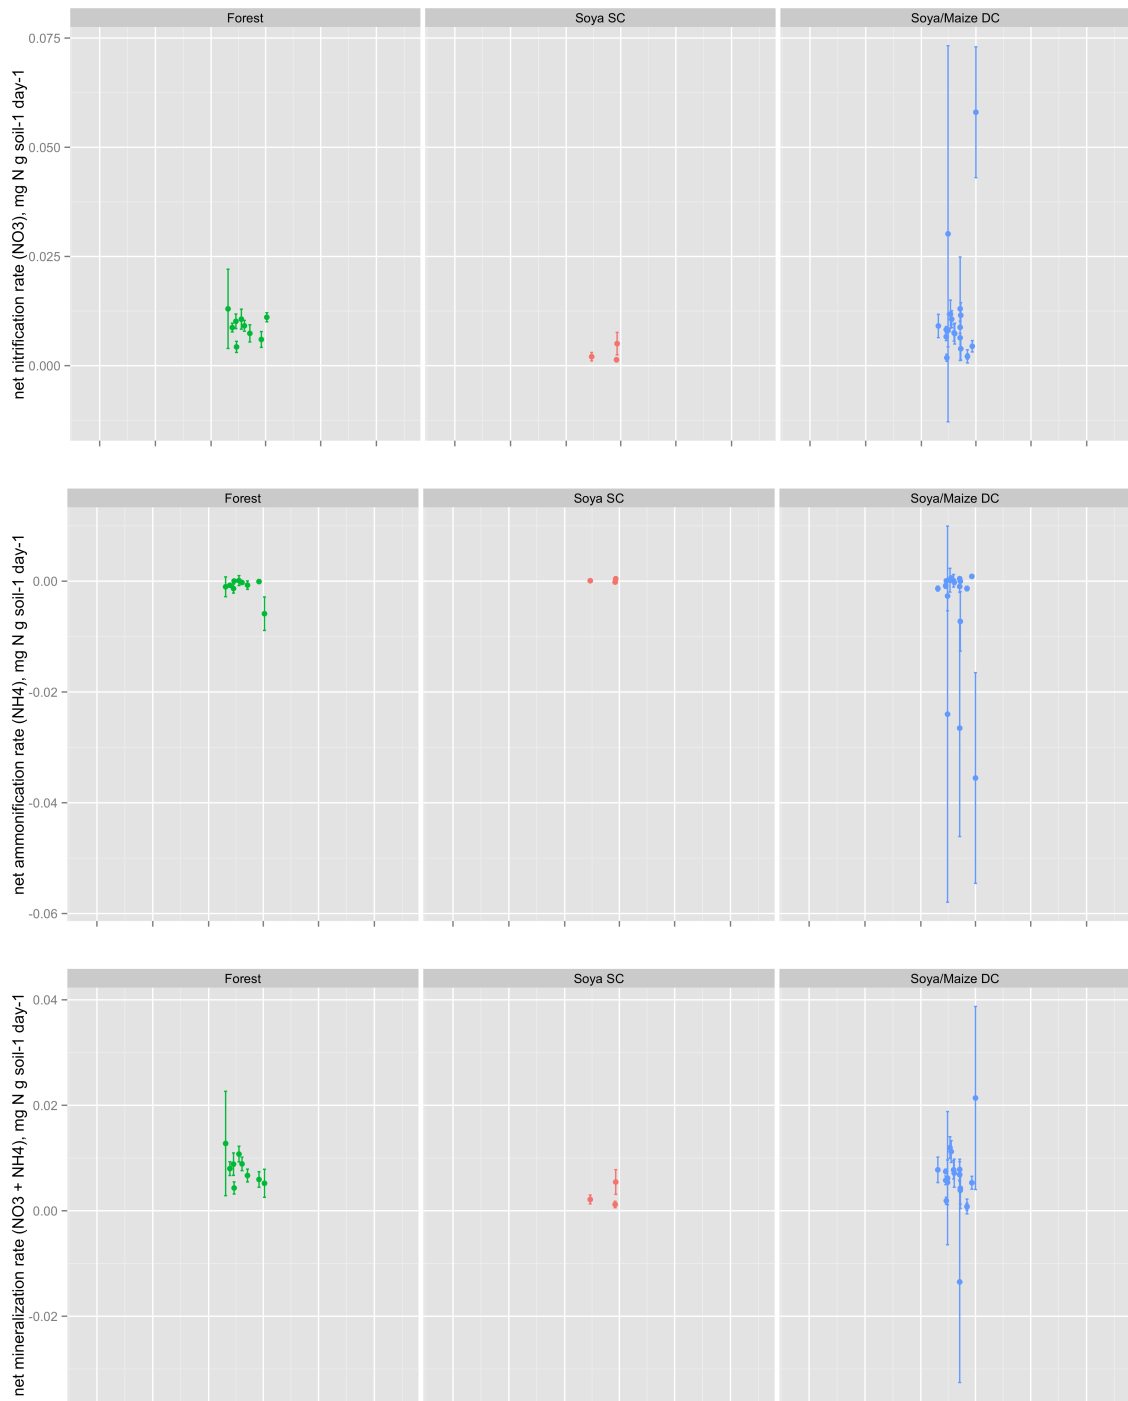 Forest Soya SC Soya/Maize DC
net nitrification rate (NO3), mg N g soil-1 day-1
0.075
0.050
0.025
0.000
Forest Soya SC Soya/Maize DC
net ammonification rate (NH4), mg N g soil-1 day-1
0.00
-0.02
-0.04
-0.06
Forest Soya SC Soya/Maize DC
net mineralization rate (NO3 + NH4), mg N g soil-1 day-1
0.04
0.02
0.00
-0.02